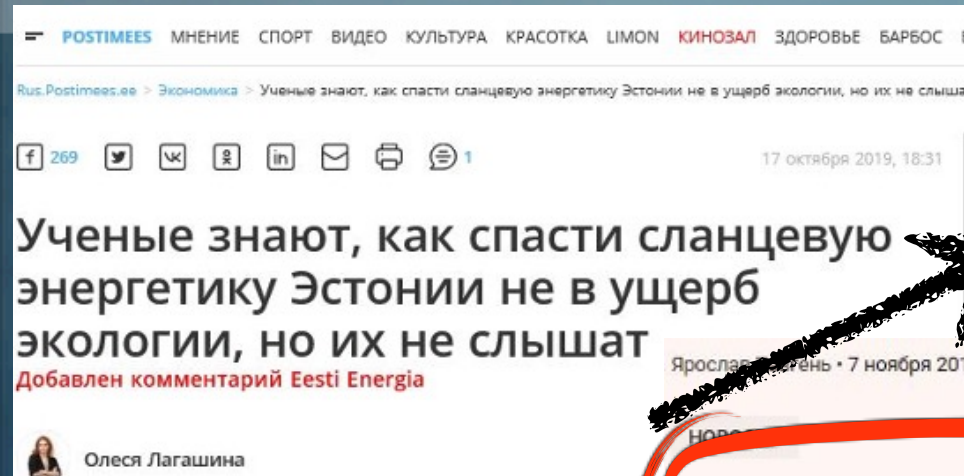 POSTIMEES МНЕНИЕ СПОРТ ВИДЕО КУЛЬТУРА КРАСОТКА LIMON КИНОЗАЛ ЗДОРОВЬЕ БАРБОС
Rus.Postimees.ee > Экономика > Ученые знают, как спасти сланцевую энергетику Эстонии не в ущерб экологии, но их не
269 1 17 октября 2019, 18:31
Ученые знают, как спасти сланцевую
энергетику Эстонии не в ущерб
экологии, но их не слышат
Добавлен комментарий Eesti Energia
7 ноября
Олеся Лагашина